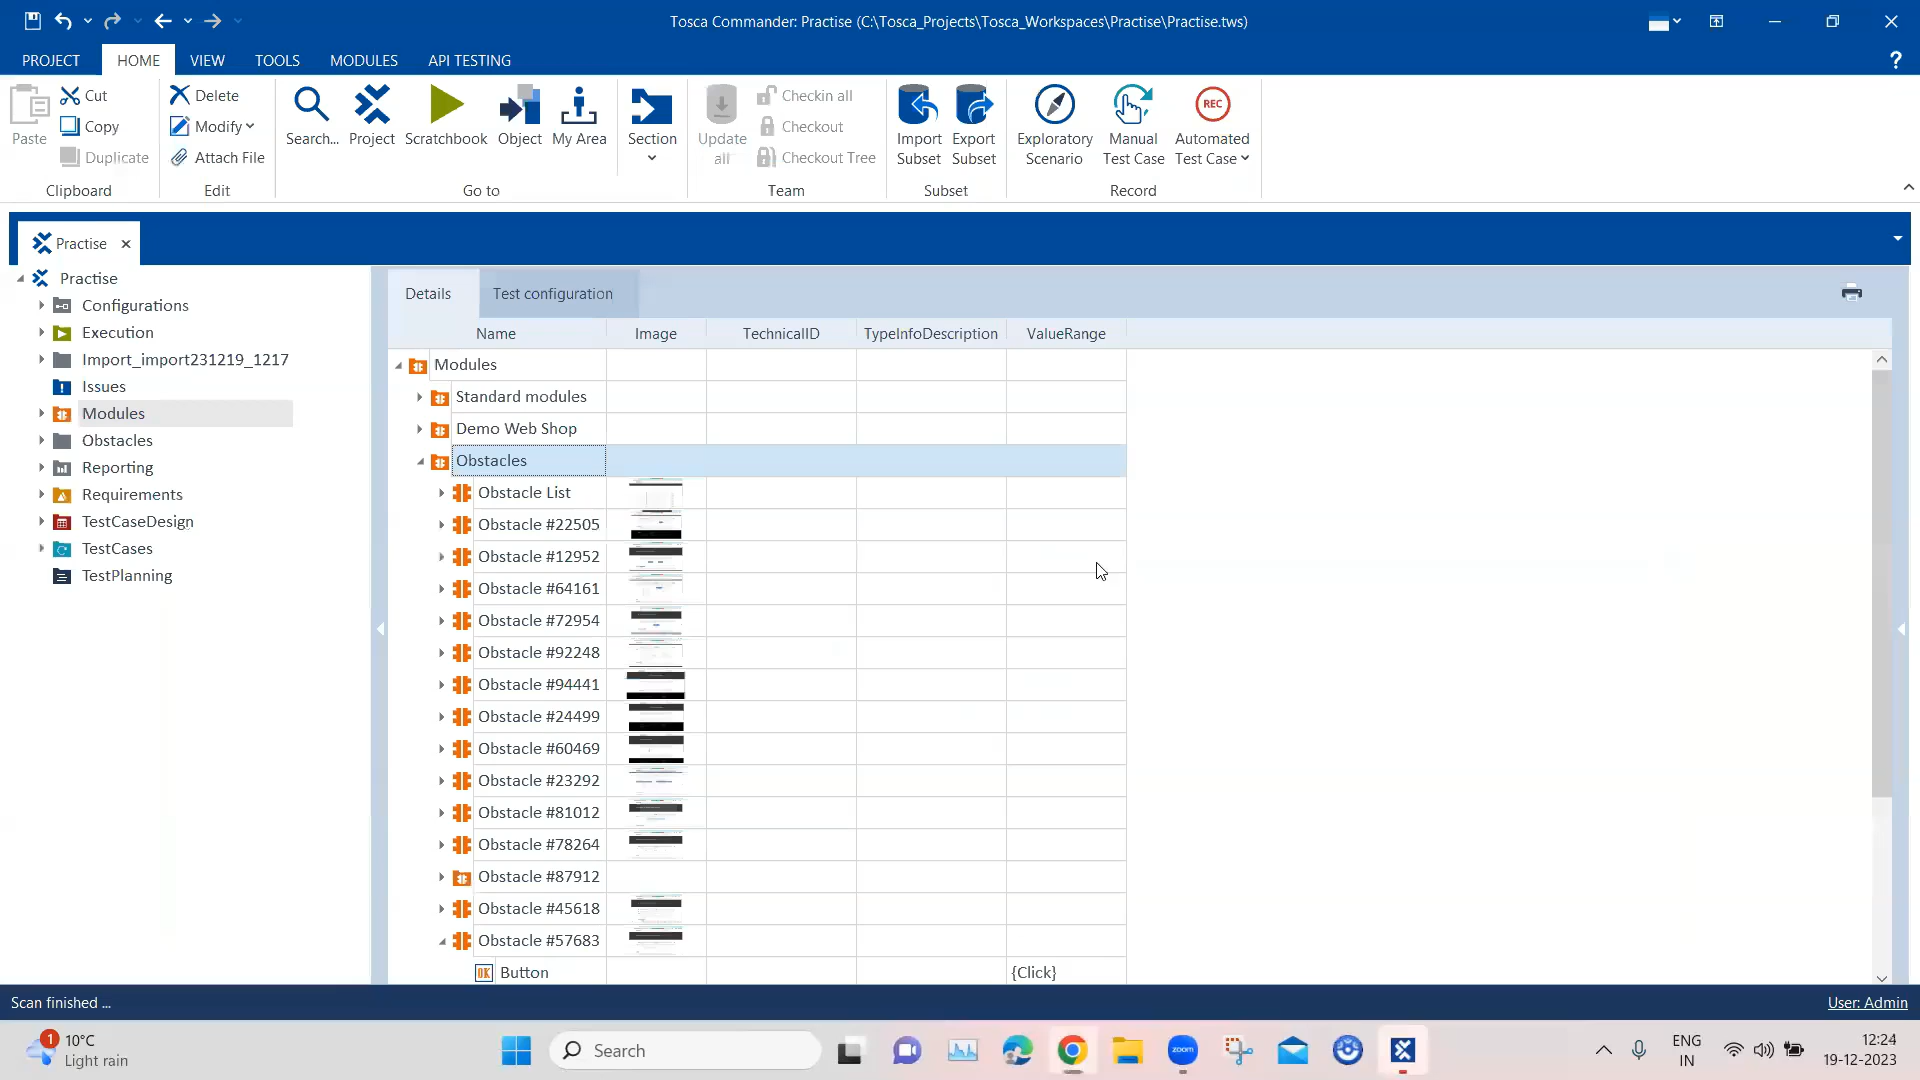 Tosca Commander: Practise (C:\Tosca_Projects\Tosca_Workspaces\Practise\Practise.tws)
PROJECT HOME VIEW TOOLS MODULES API TESTING ?
Paste Cut Copy Duplicate
Clipboard
Delete Modify Attach File
Edit
Search... Project Scratchbook Object My Area Section
Go to
Update all Checkin all Checkout Checkout Tree
Team
Import Subset Export Subset
Subset
Exploratory Scenario Manual Test Case REC Automated Test Case
Record
Practise
Practise
Configurations
Execution
Import_import231219_1217
Issues
Modules
Obstacles
Reporting
Requirements
TestCaseDesign
TestCases
TestPlanning
Details Test configuration
Name Image TechnicalID TypeInfoDescription ValueRange
Modules
Standard modules
Demo Web Shop
Obstacles
Obstacle List
Obstacle #22505
Obstacle #12952
Obstacle #64161
Obstacle #72954
Obstacle #92248
Obstacle #94441
Obstacle #24499
Obstacle #60469
Obstacle #23292
Obstacle #81012
Obstacle #78264
Obstacle #87912
Obstacle #45618
Obstacle #57683
OK Button {Click}
Scan finished ... User: Admin
1 10°C
Light rain
Search
zoom
ENG
IN
12:24
19-12-2023